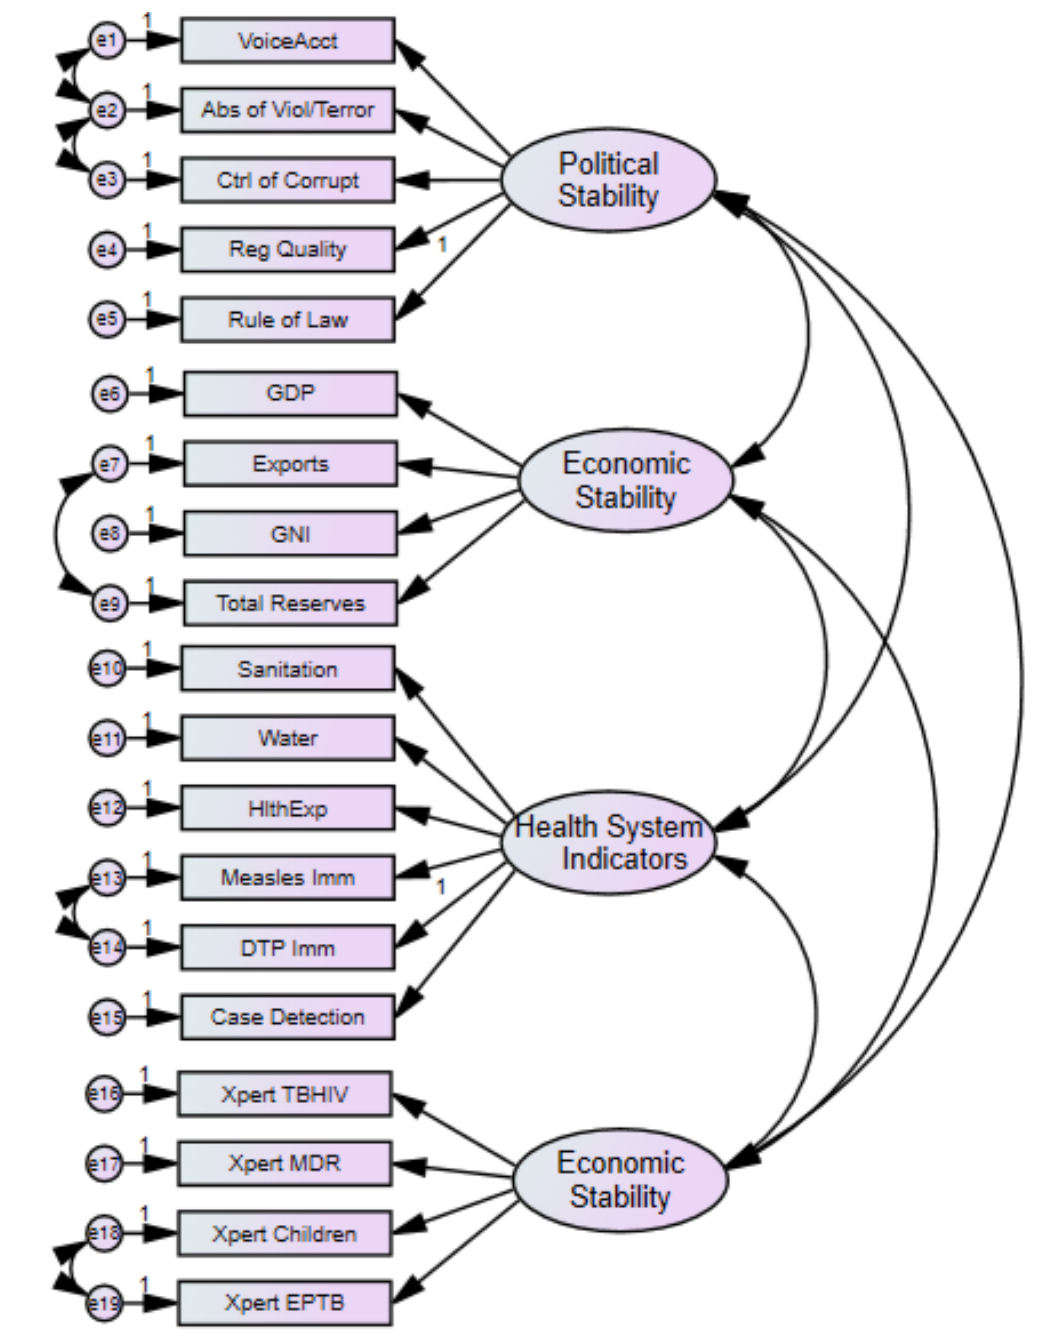 1
e1
VoiceAcct
1
e2
Abs of Viol/Terror
Political
Stability
1
e3
Ctrl of Corrupt
1
e4
Reg Quality
1
1
e5
Rule of Law
1
e6
GDP
1
e7
Exports
Economic
Stability
1
e8
GNI
1
e9
Total Reserves
1
e10
Sanitation
1
e11
Water
1
e12
HlthExp
Health System
Indicators
1
e13
Measles Imm
1
1
e14
DTP Imm
1
e15
Case Detection
1
e16
Xpert TBHIV
1
e17
Xpert MDR
Economic
Stability
1
e18
Xpert Children
1
e19
Xpert EPTB